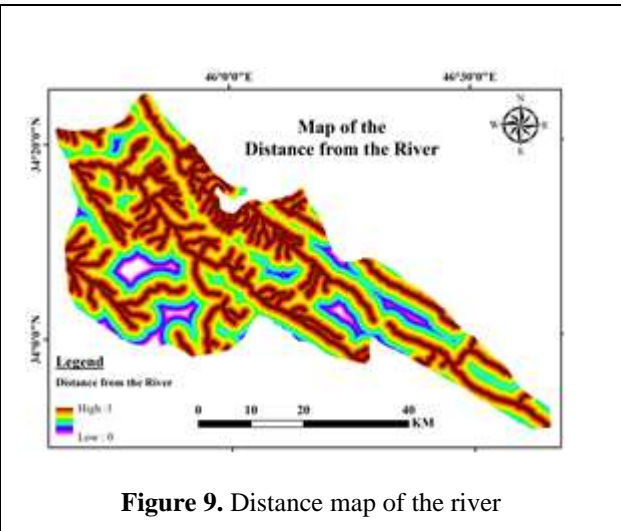 46°0'0"E
46°30'0"E
Map of the
Distance from the River
N
W
E
S
34°20'0"N
34°0'0"N
Legend
Distance from the River
High : 1
Low : 0
0 10 20 40
KM
Figure 9. Distance map of the river